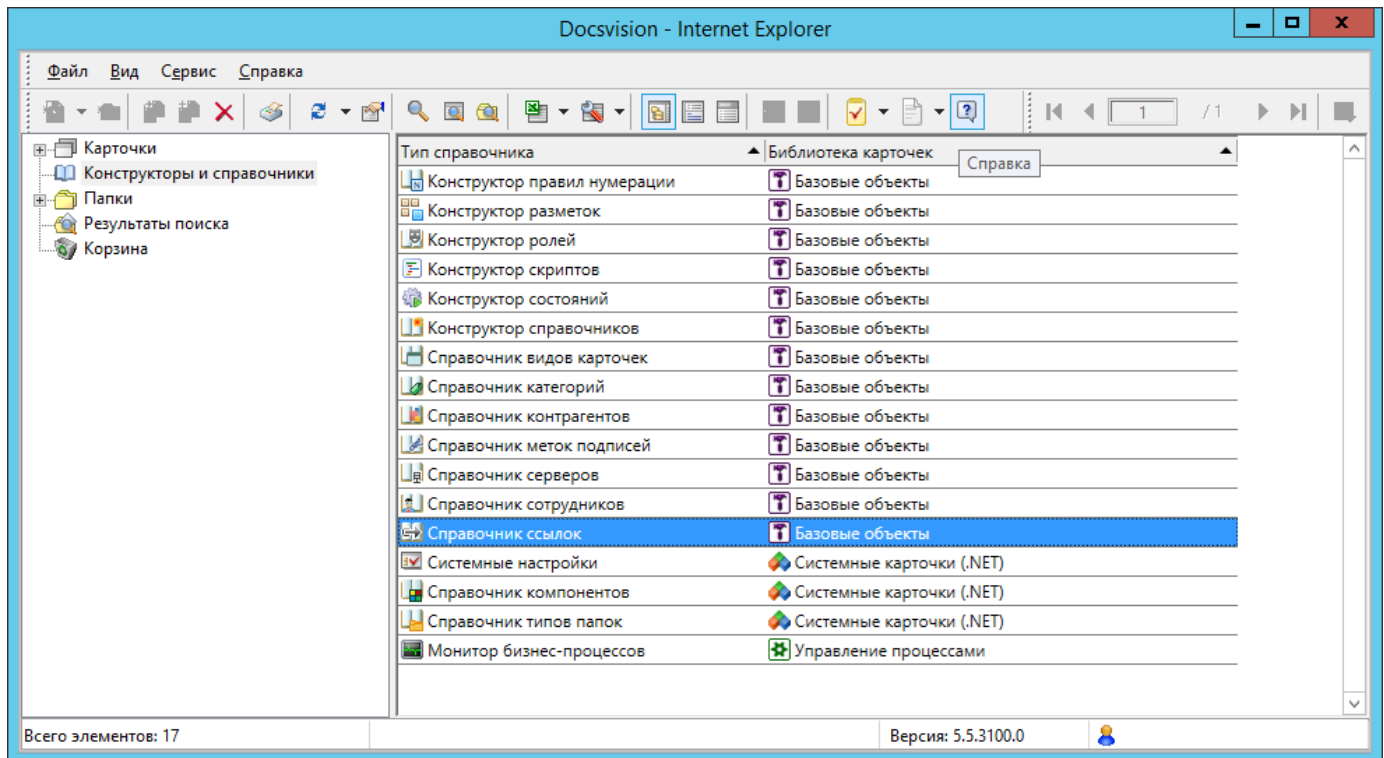 Docsvision - Internet Explorer
Файл Вид Сервис Справка
1 / 1
Карточки
Конструкторы и справочники
Папки
Результаты поиска
Корзина
Тип справочника Библиотека карточек
Справка
Конструктор правил нумерации Базовые объекты
Конструктор разметок Базовые объекты
Конструктор ролей Базовые объекты
Конструктор скриптов Базовые объекты
Конструктор состояний Базовые объекты
Конструктор справочников Базовые объекты
Справочник видов карточек Базовые объекты
Справочник категорий Базовые объекты
Справочник контрагентов Базовые объекты
Справочник меток подписей Базовые объекты
Справочник серверов Базовые объекты
Справочник сотрудников Базовые объекты
Справочник ссылок Базовые объекты
Системные настройки Системные карточки (.NET)
Справочник компонентов Системные карточки (.NET)
Справочник типов папок Системные карточки (.NET)
Монитор бизнес-процессов Управление процессами
Всего элементов: 17 Версия: 5.5.3100.0